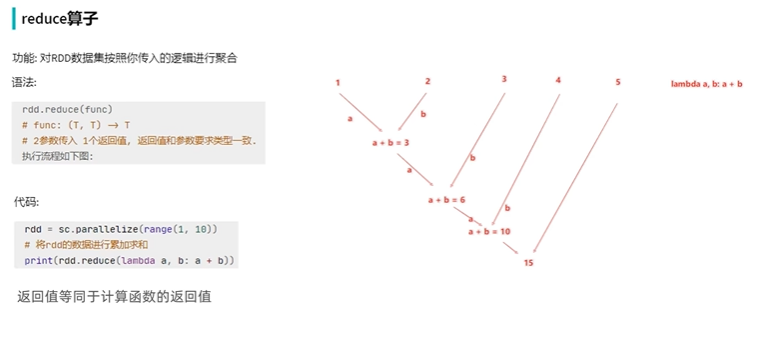 reduce算子
功能: 对RDD数据集按照你传入的逻辑进行聚合
语法:
rdd.reduce(func)
# func: (T, T) → T
# 2参数传入 1个返回值, 返回值和参数要求类型一致.
执行流程如下图:
代码:
rdd = sc.parallelize(range(1, 10))
# 将rdd的数据进行累加求和
print(rdd.reduce(lambda a, b: a + b))
返回值等同于计算函数的返回值
1 2 3 4 5 lambda a, b: a + b
a b
a + b = 3
a b
a + b = 6
a b
a + b = 10
15